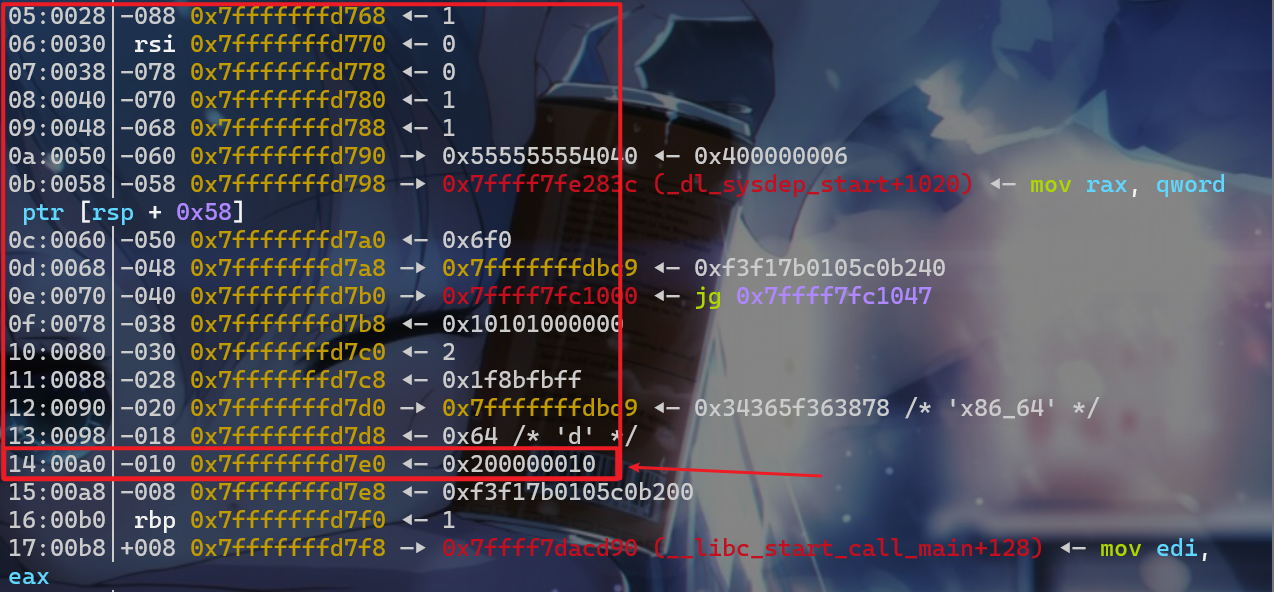 05:0028│-088 0x7fffffffd768 ◂— 1
06:0030│ rsi 0x7fffffffd770 ◂— 0
07:0038│-078 0x7fffffffd778 ◂— 0
08:0040│-070 0x7fffffffd780 ◂— 1
09:0048│-068 0x7fffffffd788 ◂— 1
0a:0050│-060 0x7fffffffd790 —▸ 0x555555554040 ◂— 0x400000006
0b:0058│-058 0x7fffffffd798 —▸ 0x7ffff7fe283c (_dl_sysdep_start+1020) ◂— mov rax, qword
ptr [rsp + 0x58]
0c:0060│-050 0x7fffffffd7a0 ◂— 0x6f0
0d:0068│-048 0x7fffffffd7a8 —▸ 0x7fffffffdbc9 ◂— 0xf3f17b0105c0b240
0e:0070│-040 0x7fffffffd7b0 —▸ 0x7ffff7fc1000 ◂— jg 0x7ffff7fc1047
0f:0078│-038 0x7fffffffd7b8 ◂— 0x10101000000
10:0080│-030 0x7fffffffd7c0 ◂— 2
11:0088│-028 0x7fffffffd7c8 ◂— 0x1f8bfbff
12:0090│-020 0x7fffffffd7d0 —▸ 0x7fffffffdbd9 ◂— 0x34365f363878 /* 'x86_64' */
13:0098│-018 0x7fffffffd7d8 ◂— 0x64 /* 'd' */
14:00a0│-010 0x7fffffffd7e0 ◂— 0x200000010
15:00a8│-008 0x7fffffffd7e8 ◂— 0xf3f17b0105c0b200
16:00b0│ rbp 0x7fffffffd7f0 ◂— 1
17:00b8│+008 0x7fffffffd7f8 —▸ 0x7ffff7dacd90 (__libc_start_call_main+128) ◂— mov edi,
eax